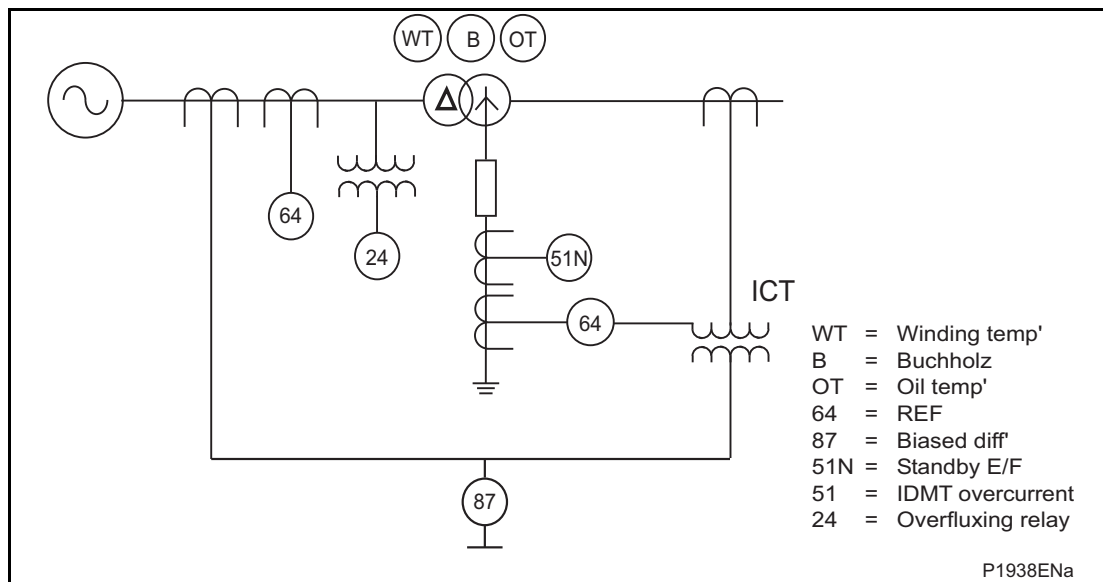 WT B OT
64
24
51N
64
ICT
WT = Winding temp'
B = Buchholz
OT = Oil temp'
64 = REF
87 = Biased diff'
51N = Standby E/F
51 = IDMT overcurrent
24 = Overfluxing relay
87
P1938ENa